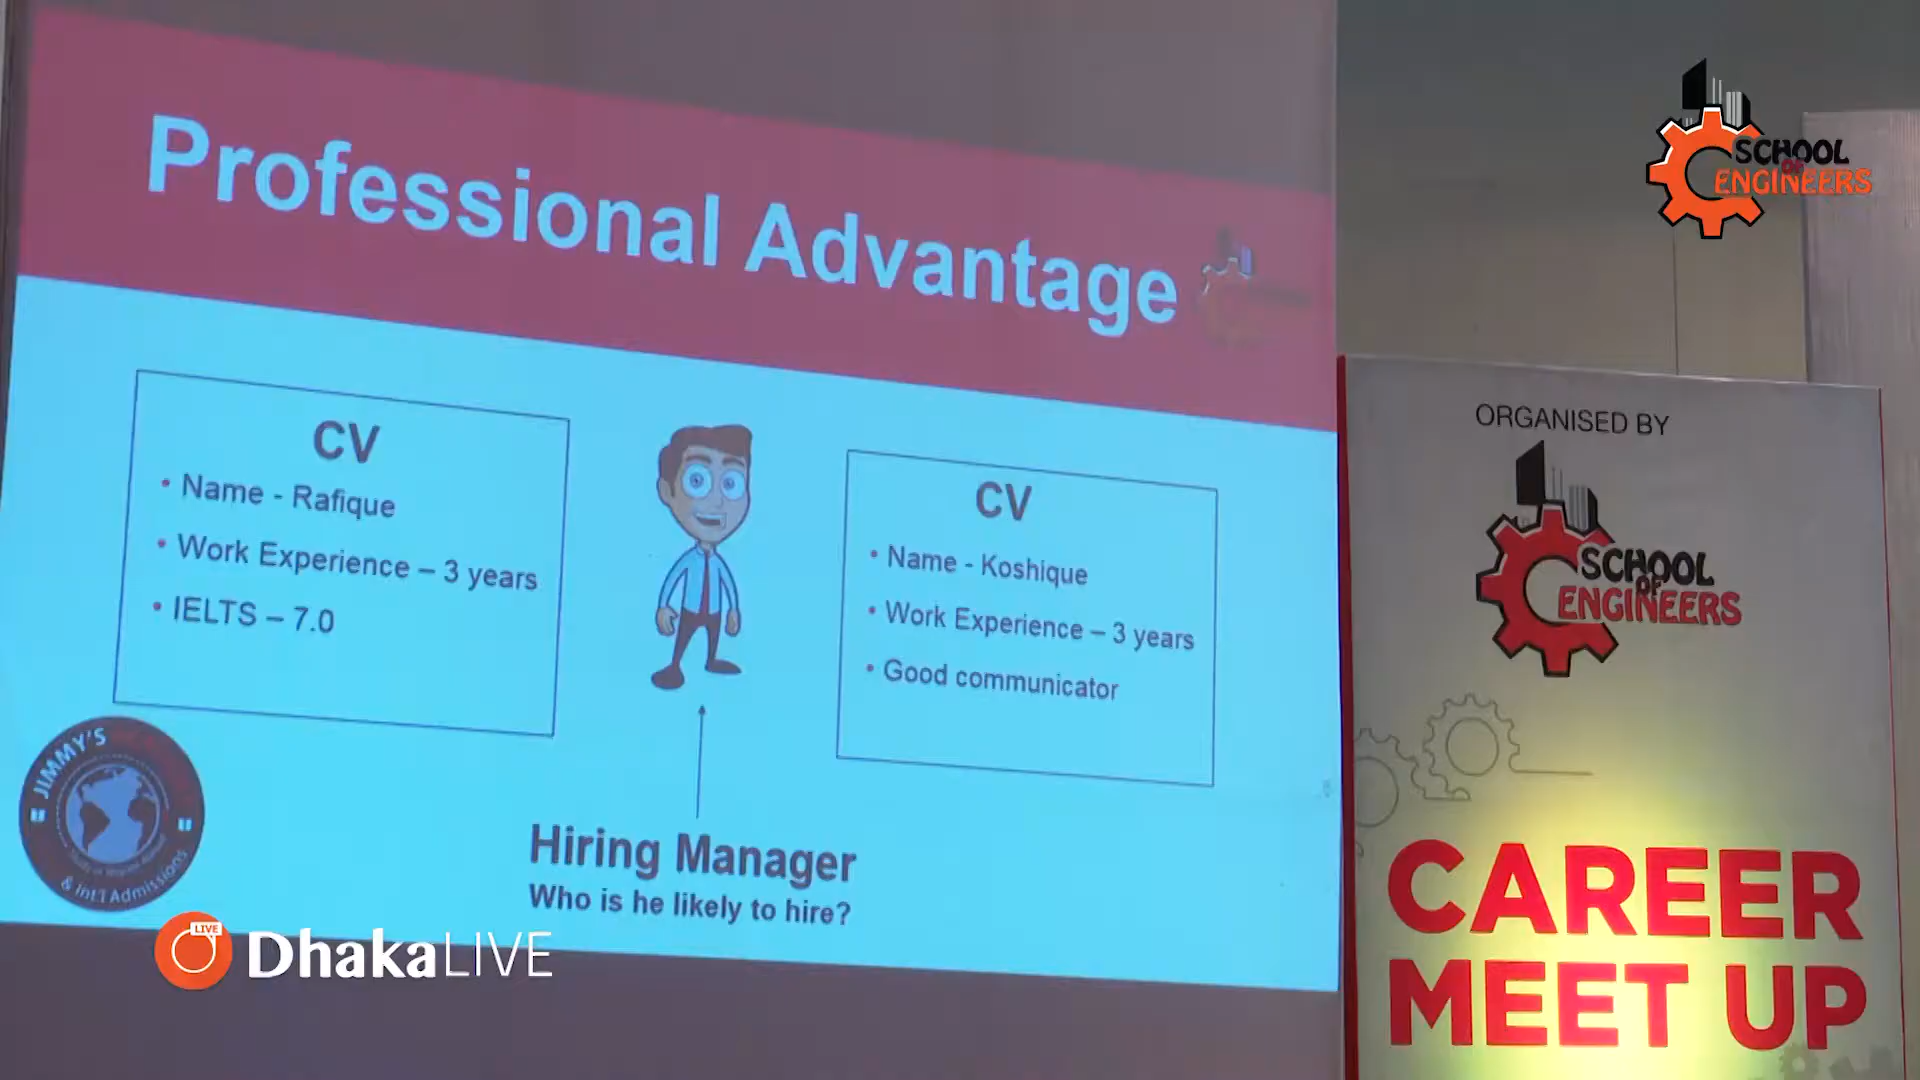 Professional Advantage
CV
• Name - Rafique
• Work Experience – 3 years
• IELTS – 7.0
CV
• Name - Koshique
• Work Experience – 3 years
• Good communicator
Hiring Manager
Who is he likely to hire?
JIMMY'S
& Int'l Admissions
LIVE
DhakaLIVE
SCHOOL
OF
ENGINEERS
ORGANISED BY
SCHOOL
OF
ENGINEERS
CAREER
MEET UP